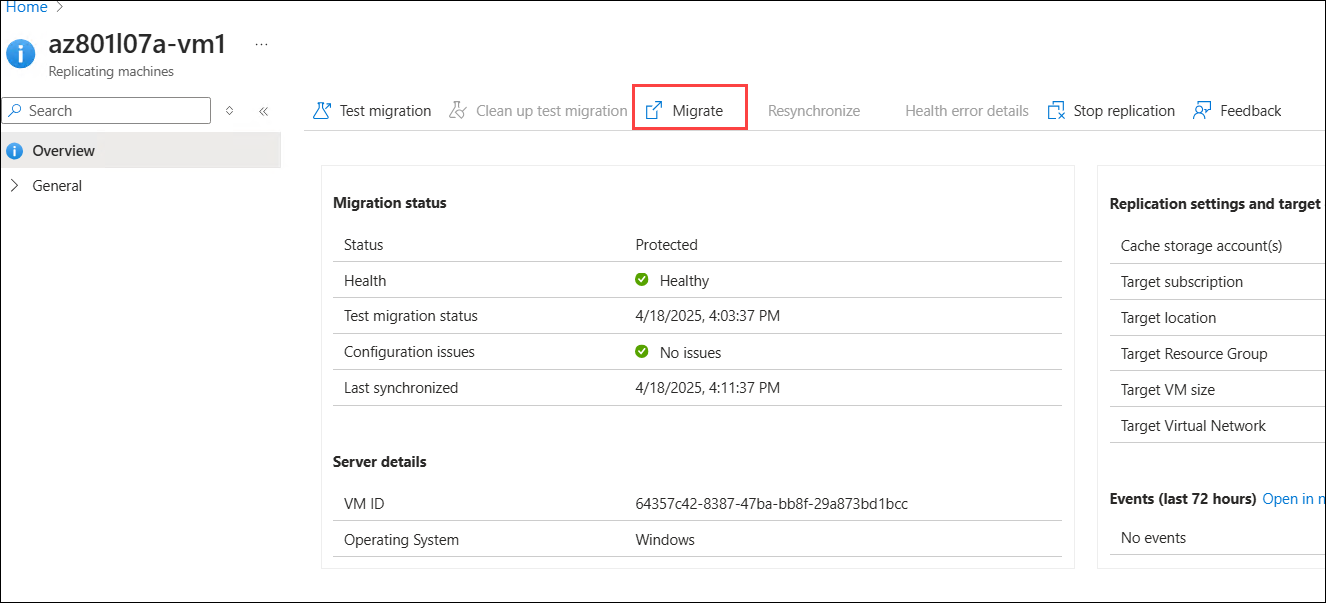 Home >
az801l07a-vm1 ...
Replicating machines
Search
Overview
General
Test migration Clean up test migration Migrate Resynchronize Health error details Stop replication Feedback
Migration status
Status Protected
Health Healthy
Test migration status 4/18/2025, 4:03:37 PM
Configuration issues No issues
Last synchronized 4/18/2025, 4:11:37 PM
Server details
VM ID 64357c42-8387-47ba-bb8f-29a873bd1bcc
Operating System Windows
Replication settings and target
Cache storage account(s)
Target subscription
Target location
Target Resource Group
Target VM size
Target Virtual Network
Events (last 72 hours) Open in
No events